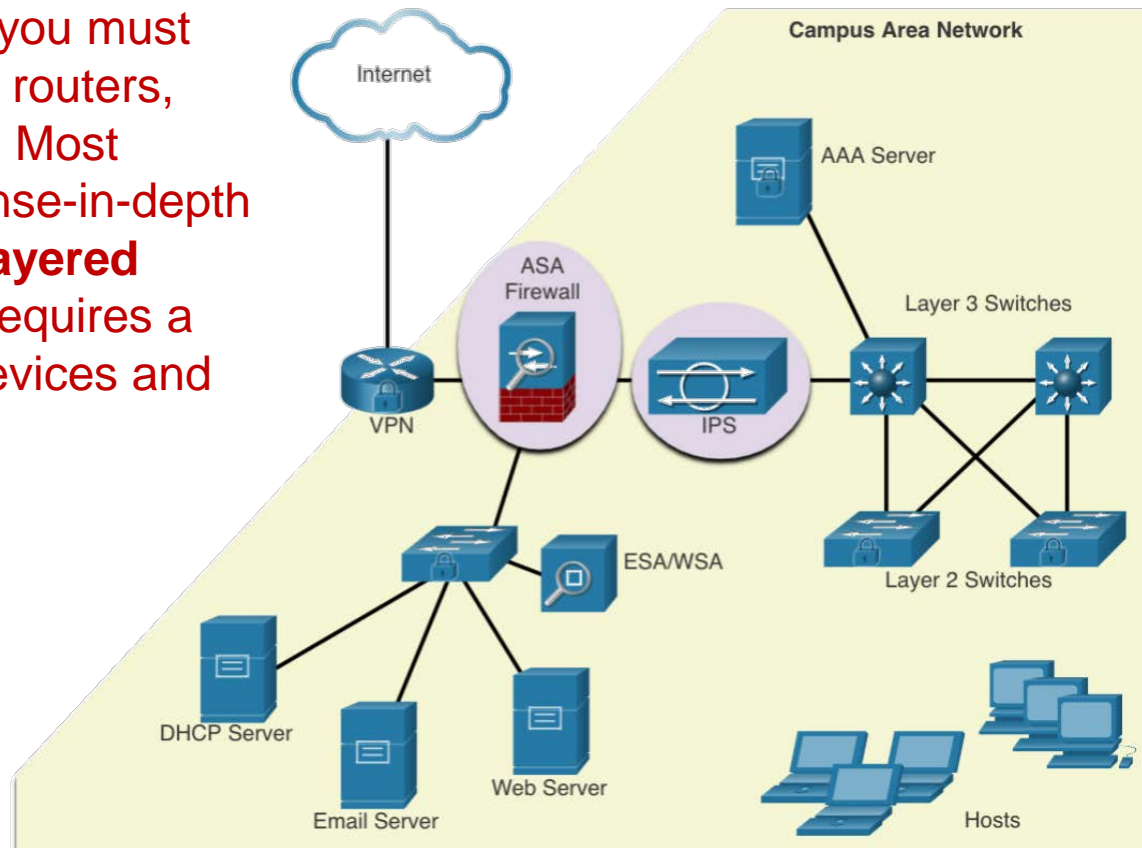 you must
routers,
Most
nse-in-depth
ayered
equires a
evices and
Campus Area Network
Internet
AAA Server
ASA
Firewall
Layer 3 Switches
VPN
IPS
ESA/WSA
Layer 2 Switches
DHCP Server
Web Server
Email Server
Hosts